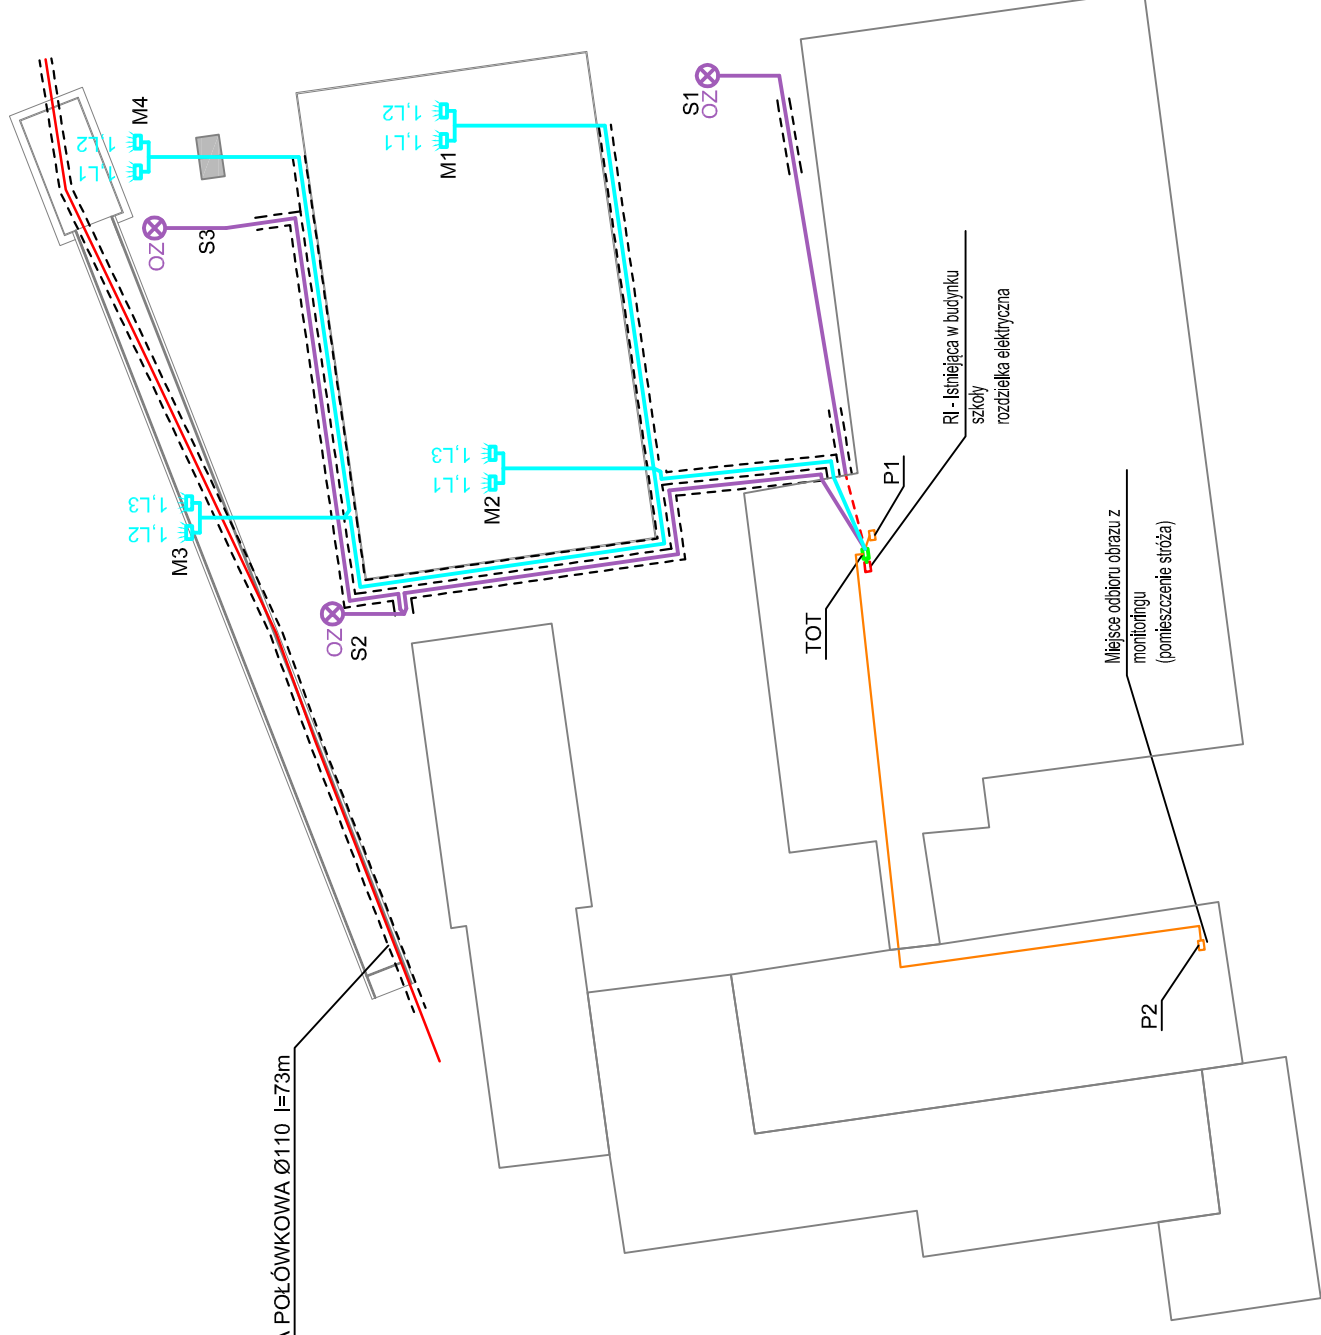 M4
1,L2
1,L1
OZ
S3
1,L2
1,L1
M1
S1
OZ
RI - Istniejąca w budynku
szkoły
rozdzielka elektryczna
1,L3
1,L2
M3
1,L3
1,L1
M2
P1
OZ
S2
TOT
Miejsce odbioru obrazu z
monitoringu
(pomieszczenie stróża)
P2
A POŁÓWKOWA Ø110 l=73m